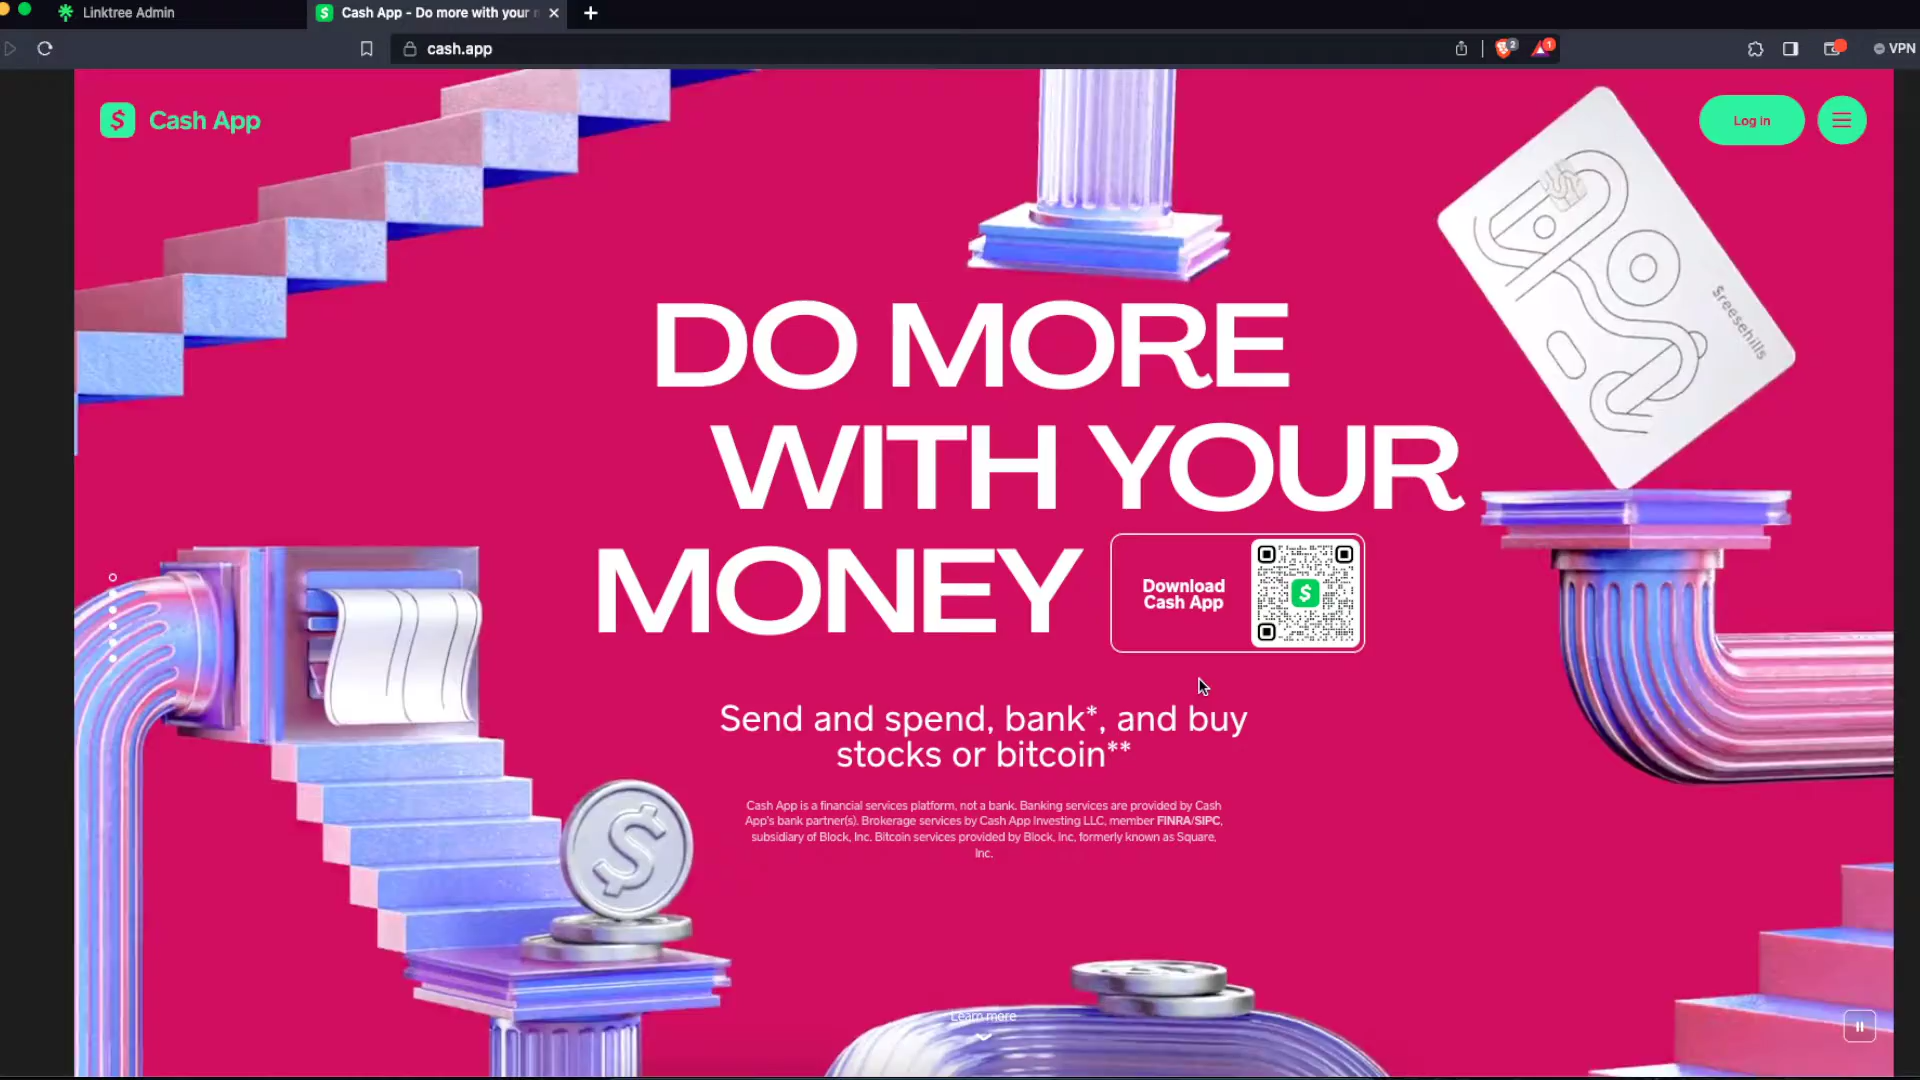 Linktree Admin
Cash App - Do more with your
cash.app
2
1
VPN
Cash App
Log in
$reesehills
DO MORE
WITH YOUR
MONEY
Download
Cash App
Send and spend, bank*, and buy
stocks or bitcoin**
Cash App is a financial services platform, not a bank. Banking services are provided by Cash
App's bank partner(s). Brokerage services by Cash App Investing LLC, member FINRA/SIPC,
subsidiary of Block, Inc. Bitcoin services provided by Block, Inc, formerly known as Square,
Inc.
Learn more